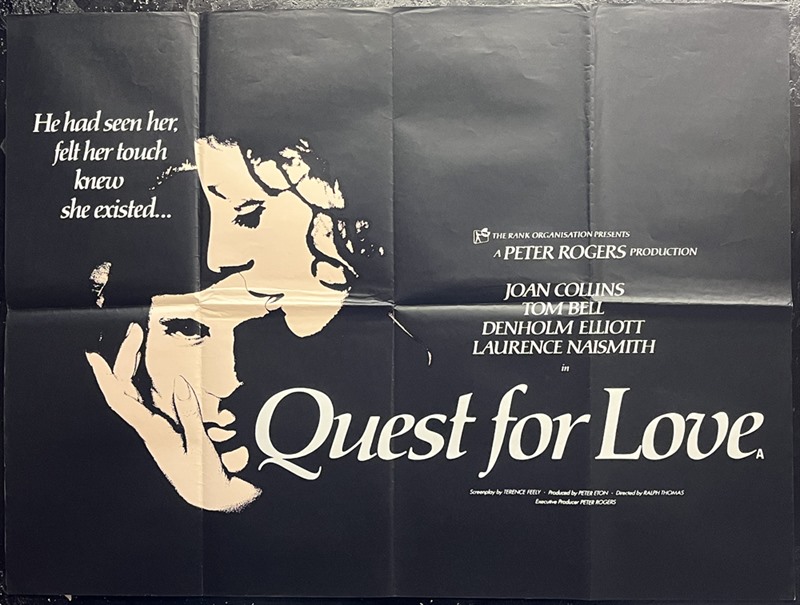 He had seen her,
felt her touch
knew
she existed...
THE RANK ORGANISATION PRESENTS
A PETER ROGERS PRODUCTION
JOAN COLLINS
TOM BELL
DENHOLM ELLIOTT
LAURENCE NAISMITH
in
Quest for Love
A
Screenplay by TERENCE FEELY · Produced by PETER ETON · Directed by RALPH THOMAS
Executive Producer PETER ROGERS